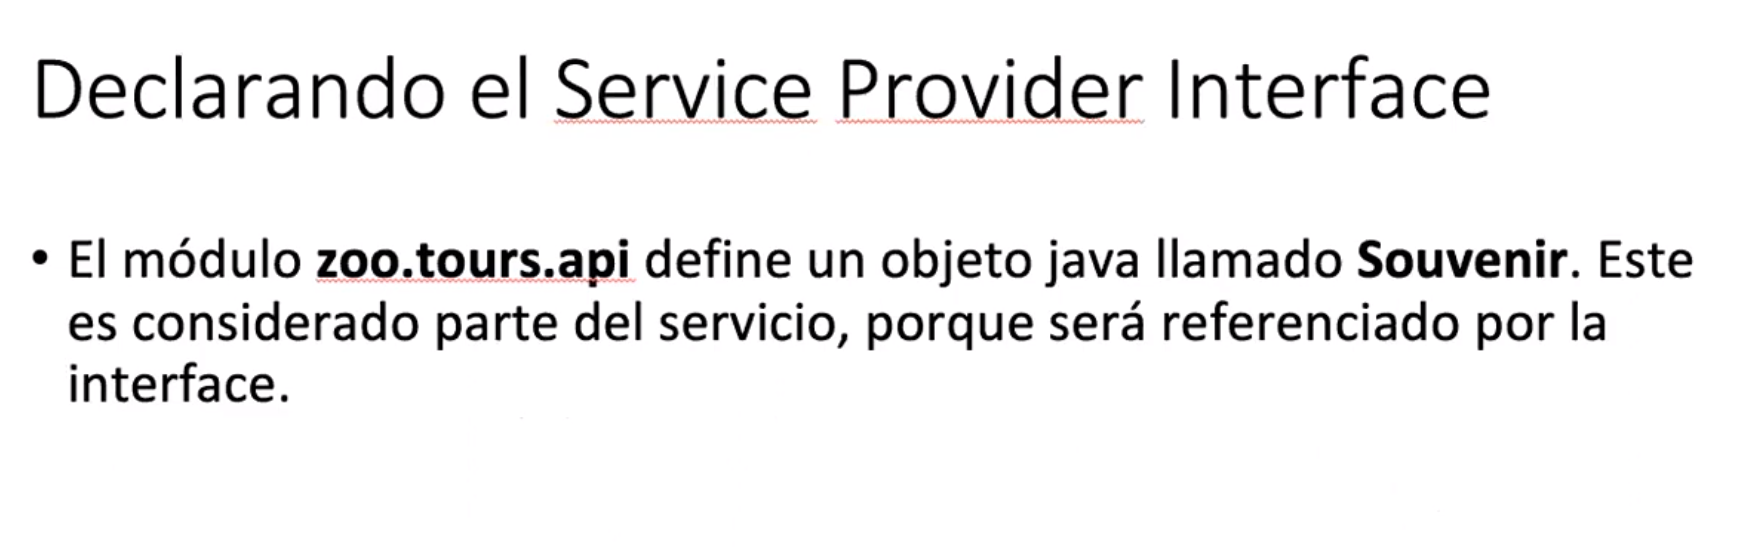 Declarando el Service Provider Interface
• El módulo zoo.tours.api define un objeto java llamado Souvenir. Este
es considerado parte del servicio, porque será referenciado por la
interface.